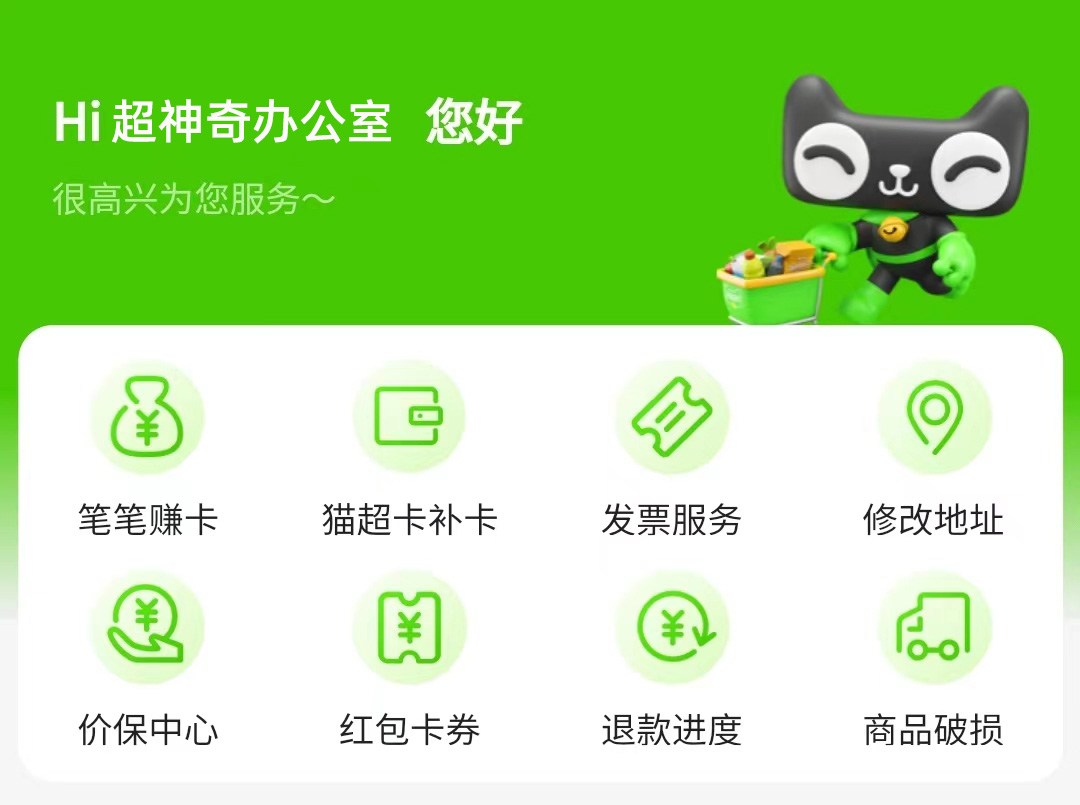 Hi 超神奇办公室 您好
很高兴为您服务～
笔笔赚卡 猫超卡补卡 发票服务 修改地址
价保中心 红包卡券 退款进度 商品破损